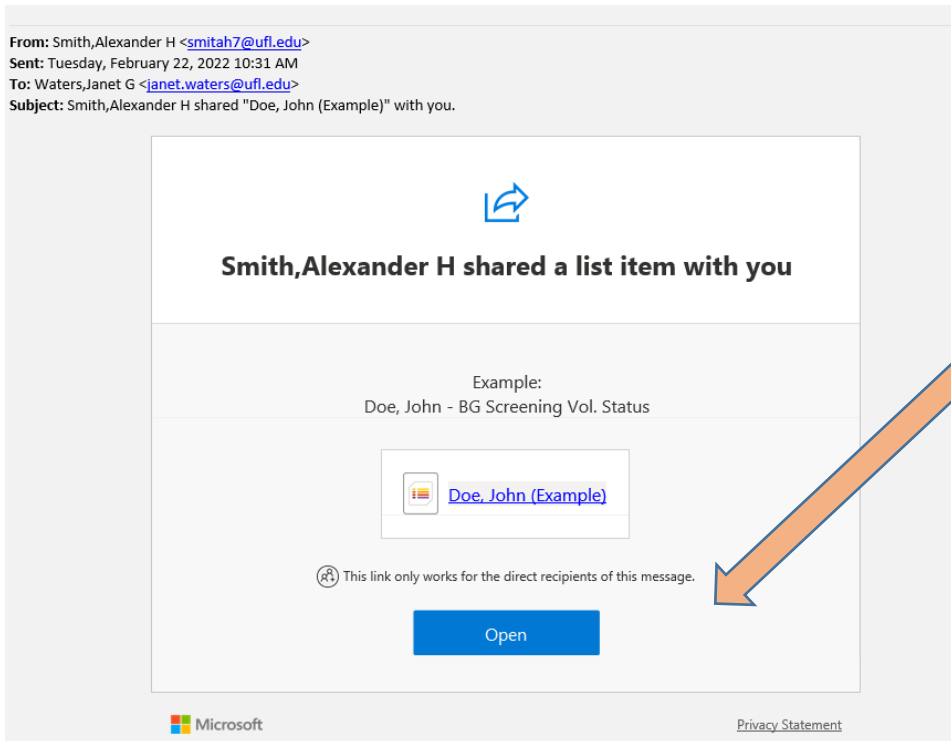 From: Smith,Alexander H <smitah7@ufl.edu>
Sent: Tuesday, February 22, 2022 10:31 AM
To: Waters,Janet G <janet.waters@ufl.edu>
Subject: Smith,Alexander H shared "Doe, John (Example)" with you.
Smith,Alexander H shared a list item with you
Example:
Doe, John - BG Screening Vol. Status
Doe, John (Example)
This link only works for the direct recipients of this message.
Open
Microsoft Privacy Statement